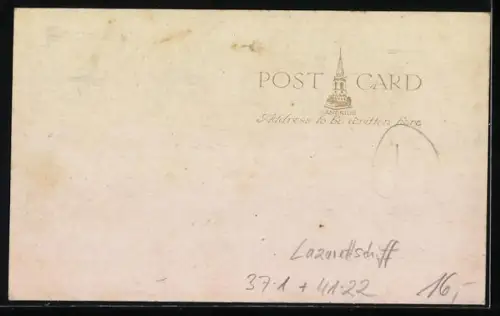 POST CARD
Address to be written here
Lazarettschiff
37·1 + 41·22 16,-